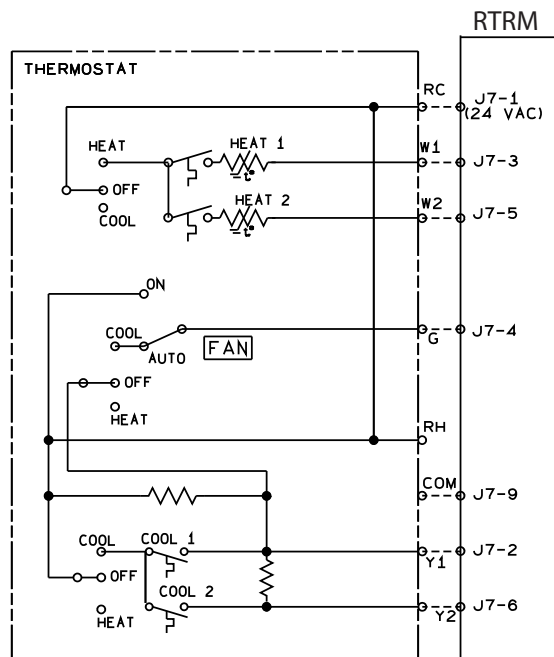 RTRM
THERMOSTAT
RC
J7-1
(24 VAC)
HEAT
HEAT 1
W1
J7-3
OFF
-t°
COOL
HEAT 2
W2
J7-5
-t°
ON
COOL
AUTO
FAN
G
J7-4
OFF
HEAT
RH
COM
J7-9
COOL
COOL 1
Y1
J7-2
OFF
COOL 2
HEAT
Y2
J7-6